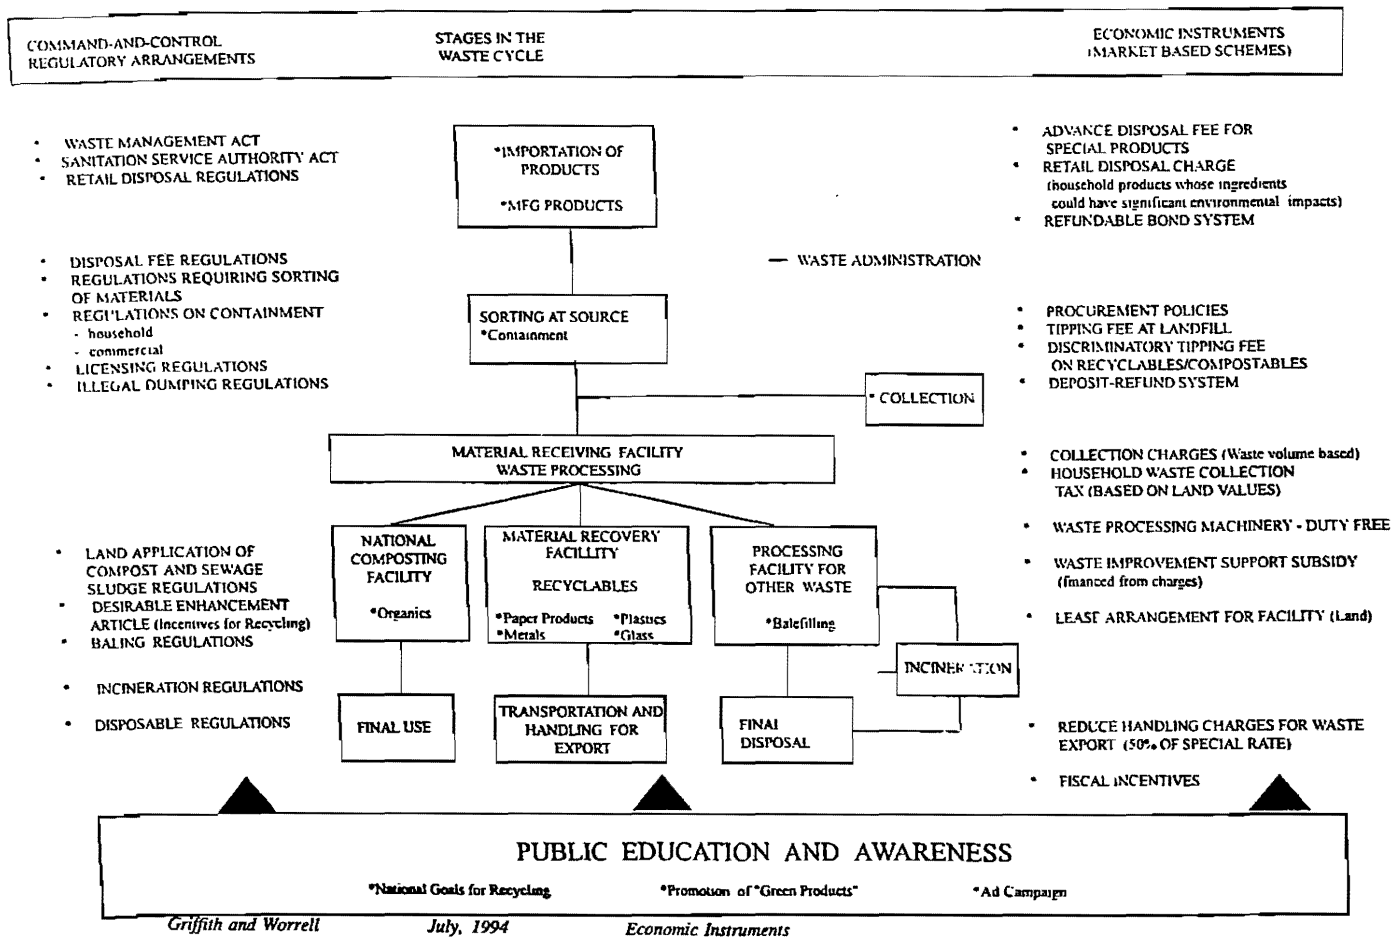 COMMAND-AND-CONTROL
REGULATORY ARRANGEMENTS
STAGES IN THE
WASTE CYCLE
ECONOMIC INSTRUMENTS
(MARKET BASED SCHEMES)
• WASTE MANAGEMENT ACT
• SANITATION SERVICE AUTHORITY ACT
• RETAIL DISPOSAL REGULATIONS
• DISPOSAL FEE REGULATIONS
• REGULATIONS REQUIRING SORTING
OF MATERIALS
• REGULATIONS ON CONTAINMENT
- household
- commercial
• LICENSING REGULATIONS
• ILLEGAL DUMPING REGULATIONS
• LAND APPLICATION OF
COMPOST AND SEWAGE
SLUDGE REGULATIONS
• DESIRABLE ENHANCEMENT
ARTICLE (Incentives for Recycling)
• BALING REGULATIONS
• INCINERATION REGULATIONS
• DISPOSABLE REGULATIONS
*IMPORTATION OF
PRODUCTS
*MFG PRODUCTS
— WASTE ADMINISTRATION
SORTING AT SOURCE
*Containment
* COLLECTION
MATERIAL RECEIVING FACILITY
WASTE PROCESSING
NATIONAL
COMPOSTING
FACILITY
*Organics
MATERIAL RECOVERY
FACILLITY
RECYCLABLES
*Paper Products *Plastics
*Metals *Glass
PROCESSING
FACILITY FOR
OTHER WASTE
*Balefilling
INCINERATION
FINAL USE
TRANSPORTATION AND
HANDLING FOR
EXPORT
FINAL
DISPOSAL
• ADVANCE DISPOSAL FEE FOR
SPECIAL PRODUCTS
• RETAIL DISPOSAL CHARGE
(household products whose ingredients
could have significant environmental impacts)
• REFUNDABLE BOND SYSTEM
• PROCUREMENT POLICIES
• TIPPING FEE AT LANDFILL
• DISCRIMINATORY TIPPING FEE
ON RECYCLABLES/COMPOSTABLES
• DEPOSIT-REFUND SYSTEM
• COLLECTION CHARGES (Waste volume based)
• HOUSEHOLD WASTE COLLECTION
TAX (BASED ON LAND VALUES)
• WASTE PROCESSING MACHINERY - DUTY FREE
• WASTE IMPROVEMENT SUPPORT SUBSIDY
(financed from charges)
• LEASE ARRANGEMENT FOR FACILITY (Land)
• REDUCE HANDLING CHARGES FOR WASTE
EXPORT (50% OF SPECIAL RATE)
• FISCAL INCENTIVES
PUBLIC EDUCATION AND AWARENESS
*National Goals for Recycling *Promotion of "Green Products" *Ad Campaign
Griffith and Worrell July, 1994 Economic Instruments